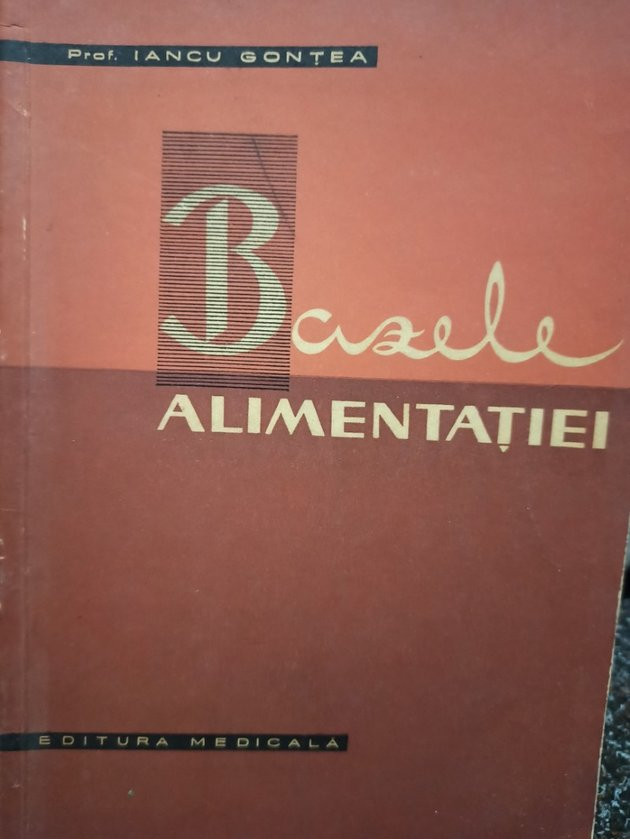 Prof. IANCU GONȚEA
Bazele
ALIMENTAȚIEI
EDITURA MEDICALĂ